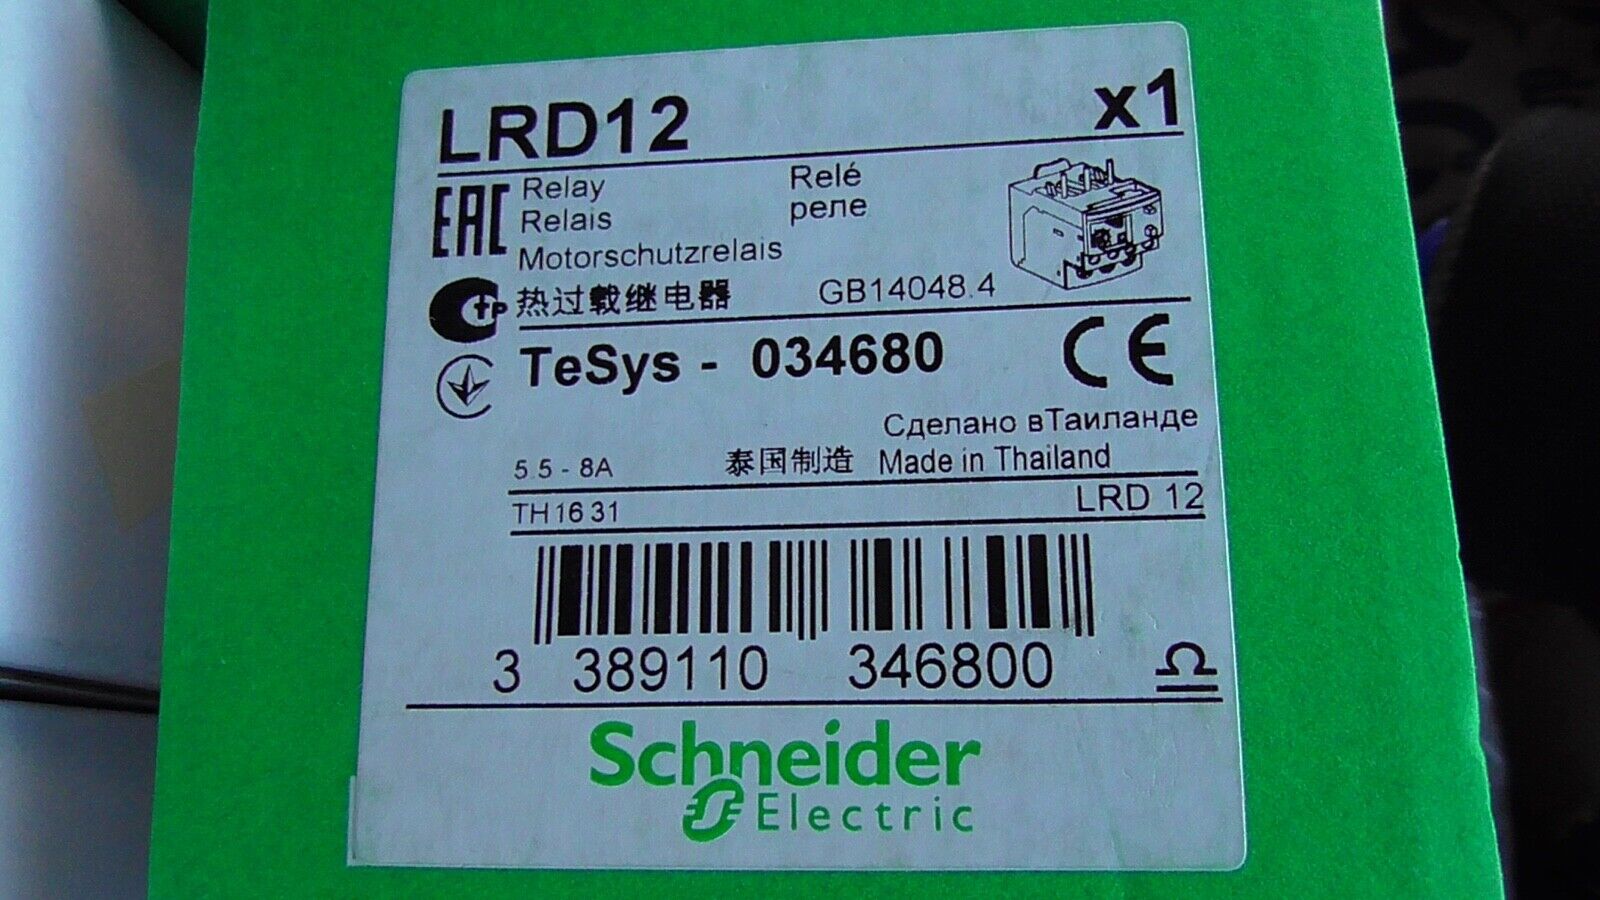 LRD12 x1
EAC Relay Relé
Relais реле
Motorschutzrelais
热过载继电器 GB14048.4
TeSys - 034680 CE
Сделано вТаиланде
5.5 - 8A 泰国制造 Made in Thailand
TH 16 31 LRD 12
3 389110 346800
Schneider
Electric